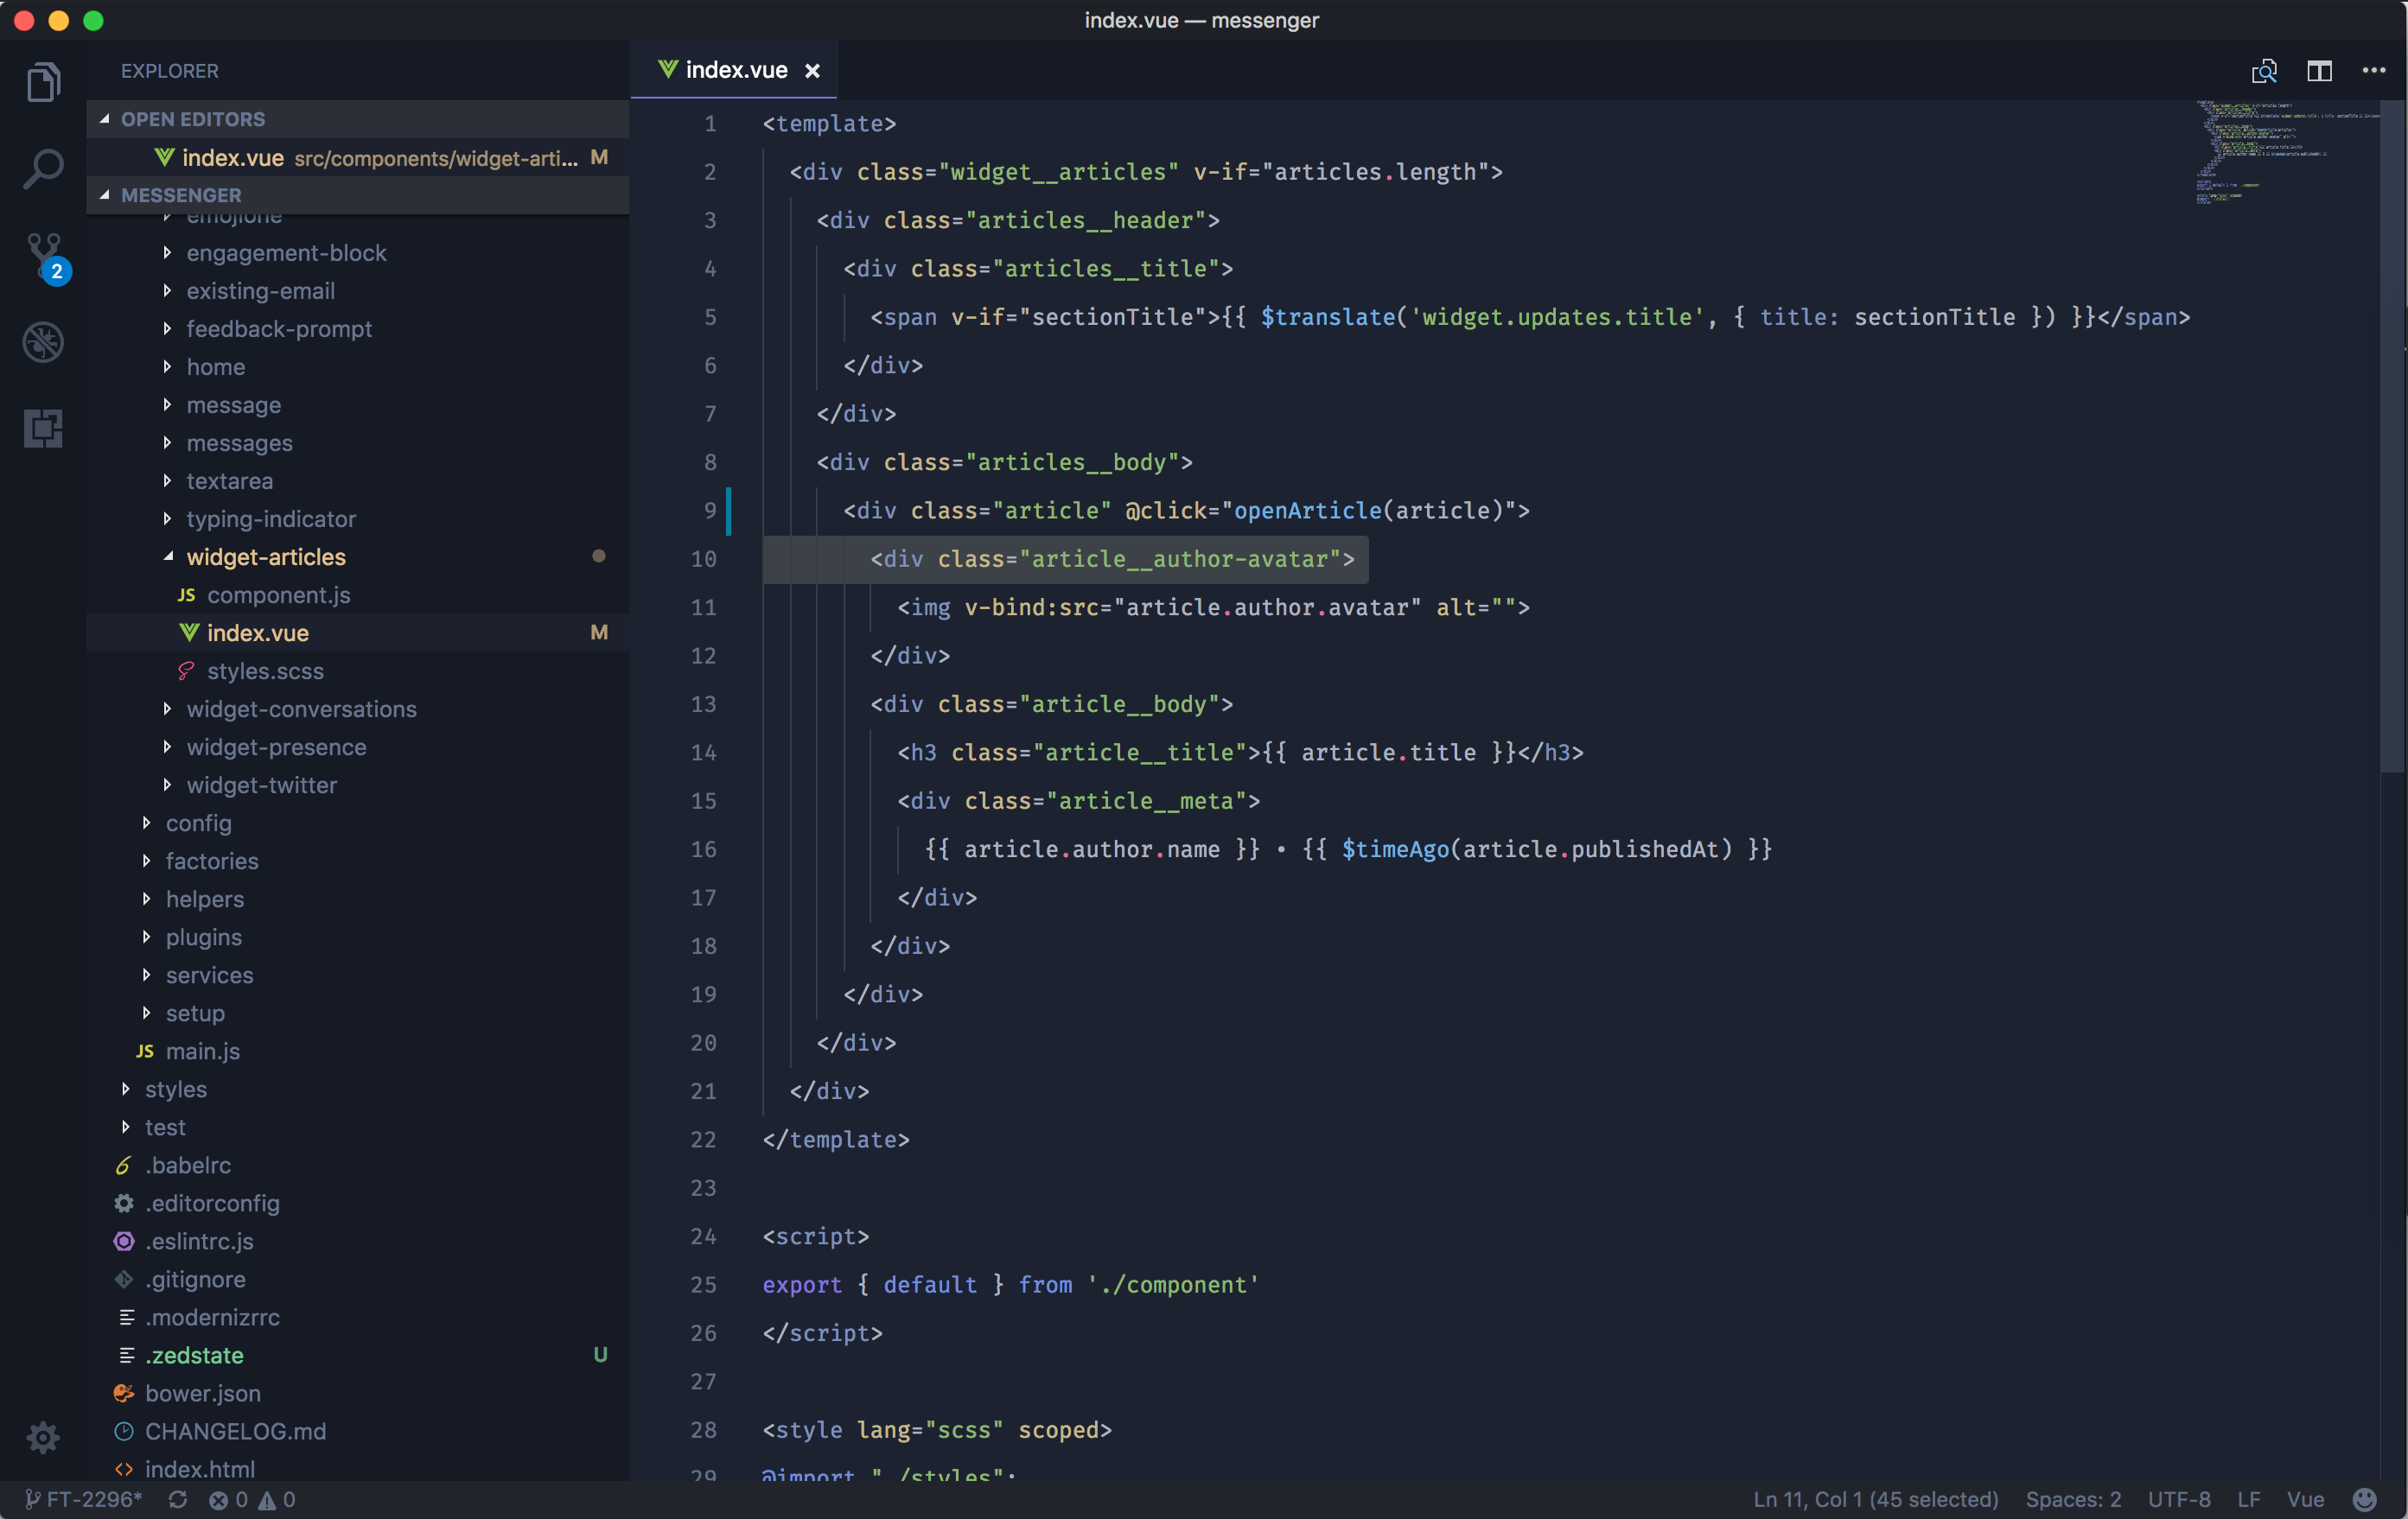 index.vue — messenger
EXPLORER
OPEN EDITORS
index.vue src/components/widget-arti... M
MESSENGER
emojione
engagement-block
existing-email
feedback-prompt
home
message
messages
textarea
typing-indicator
widget-articles
JS component.js
index.vue M
styles.scss
widget-conversations
widget-presence
widget-twitter
config
factories
helpers
plugins
services
setup
JS main.js
styles
test
.babelrc
.editorconfig
.eslintrc.js
.gitignore
.modernizrrc
.zedstate U
bower.json
CHANGELOG.md
index.html
2
index.vue ×
1 <template>
2 <div class="widget__articles" v-if="articles.length">
3 <div class="articles__header">
4 <div class="articles__title">
5 <span v-if="sectionTitle">{{ $translate('widget.updates.title', { title: sectionTitle }) }}</span>
6 </div>
7 </div>
8 <div class="articles__body">
9 <div class="article" @click="openArticle(article)">
10 <div class="article__author-avatar">
11 <img v-bind:src="article.author.avatar" alt="">
12 </div>
13 <div class="article__body">
14 <h3 class="article__title">{{ article.title }}</h3>
15 <div class="article__meta">
16 {{ article.author.name }} • {{ $timeAgo(article.publishedAt) }}
17 </div>
18 </div>
19 </div>
20 </div>
21 </div>
22 </template>
23
24 <script>
25 export { default } from './component'
26 </script>
27
28 <style lang="scss" scoped>
29 @import "./styles";
FT-2296* 0 0 Ln 11, Col 1 (45 selected) Spaces: 2 UTF-8 LF Vue